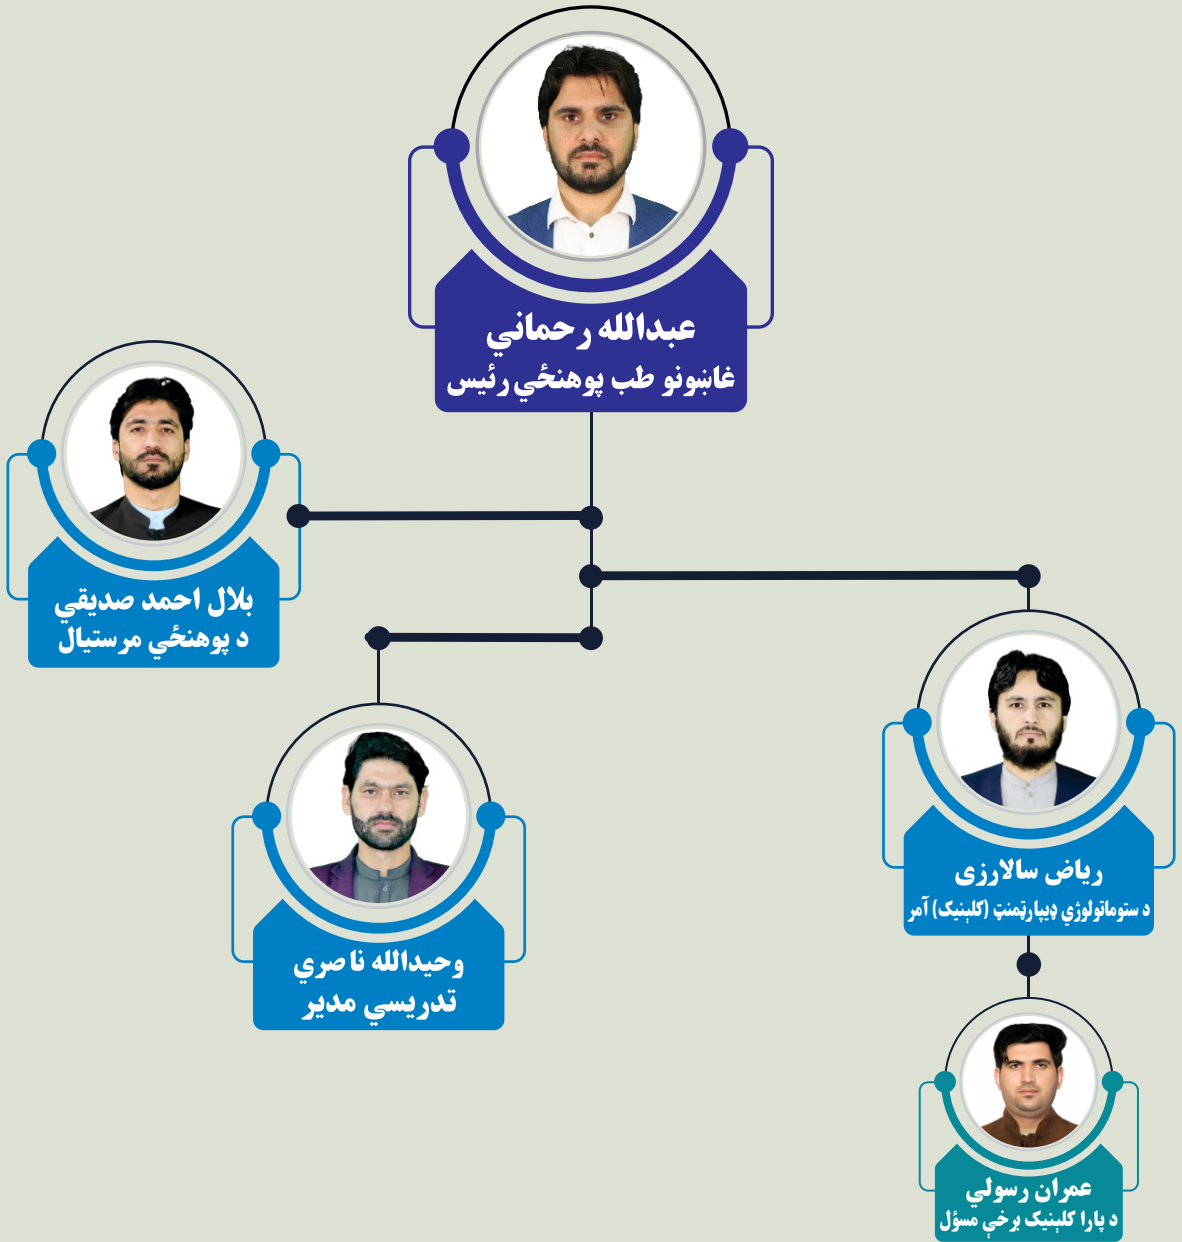 عبدالله رحماني
غاښونو طب پوهنځي رئيس
بلال احمد صديقي
د پوهنځي مرستيال
رياض سالارزی
د ستوماتولوژي ډيپارټمنټ (کلېنيک) آمر
وحيدالله ناصري
تدريسي مدير
عمران رسولي
د پارا کلېنيک برخې مسؤل